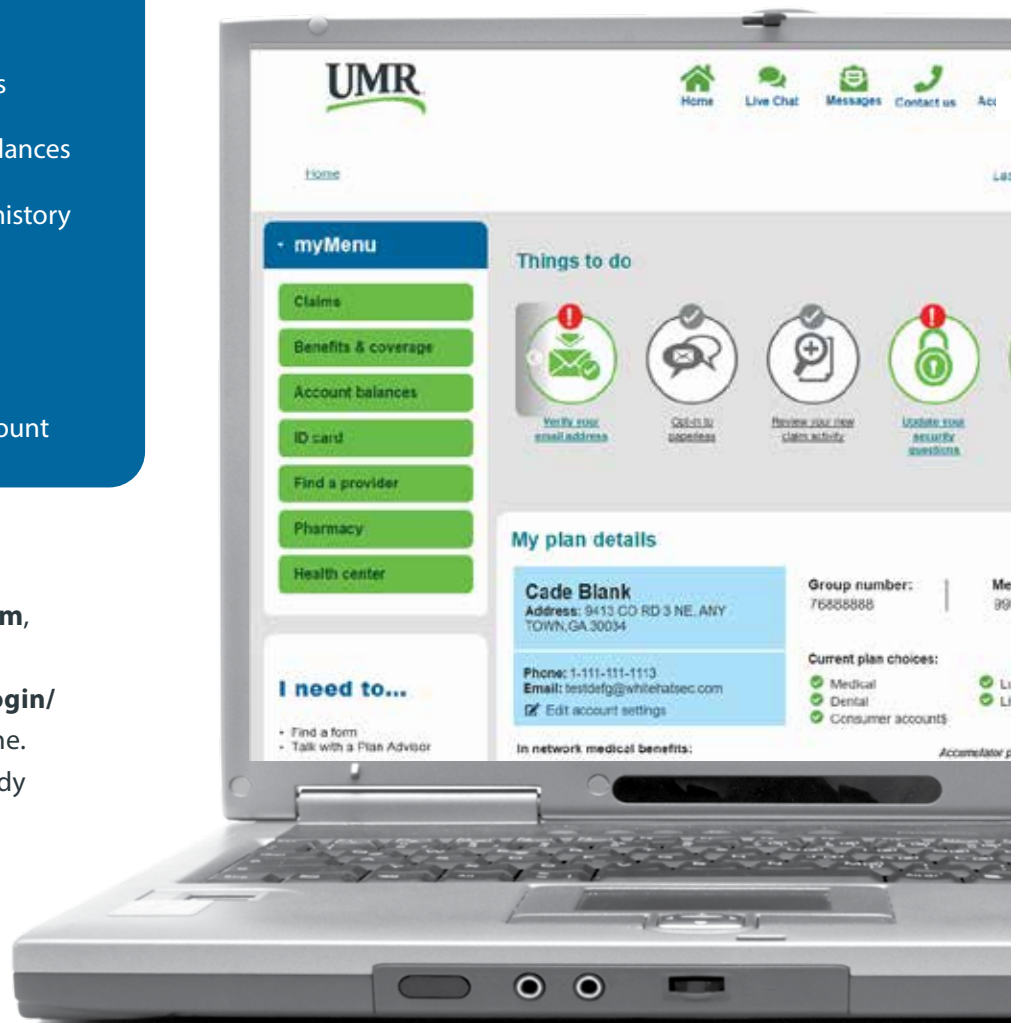 lances
history
ount
m,
ogin/
ne.
dy
UMR
Home
Live Chat
Messages
Contact us
Home
myMenu
Claims
Benefits & coverage
Account balances
ID card
Find a provider
Pharmacy
Health center
I need to...
- Find a form
- Talk with a Plan Advisor
Things to do
Verify your
email address
Opt-in to
paperless
Review your new
claim activity
Update your
security
questions
My plan details
Cade Blank
Address: 9413 CO RD 3 NE, ANY
TOWN,GA 30034
Phone: 1-111-111-1113
Email: testdefg@whitehatsec.com
Edit account settings
Group number:
76888888
Current plan choices:
Medical
Dental
Consumer account$
In network medical benefits: